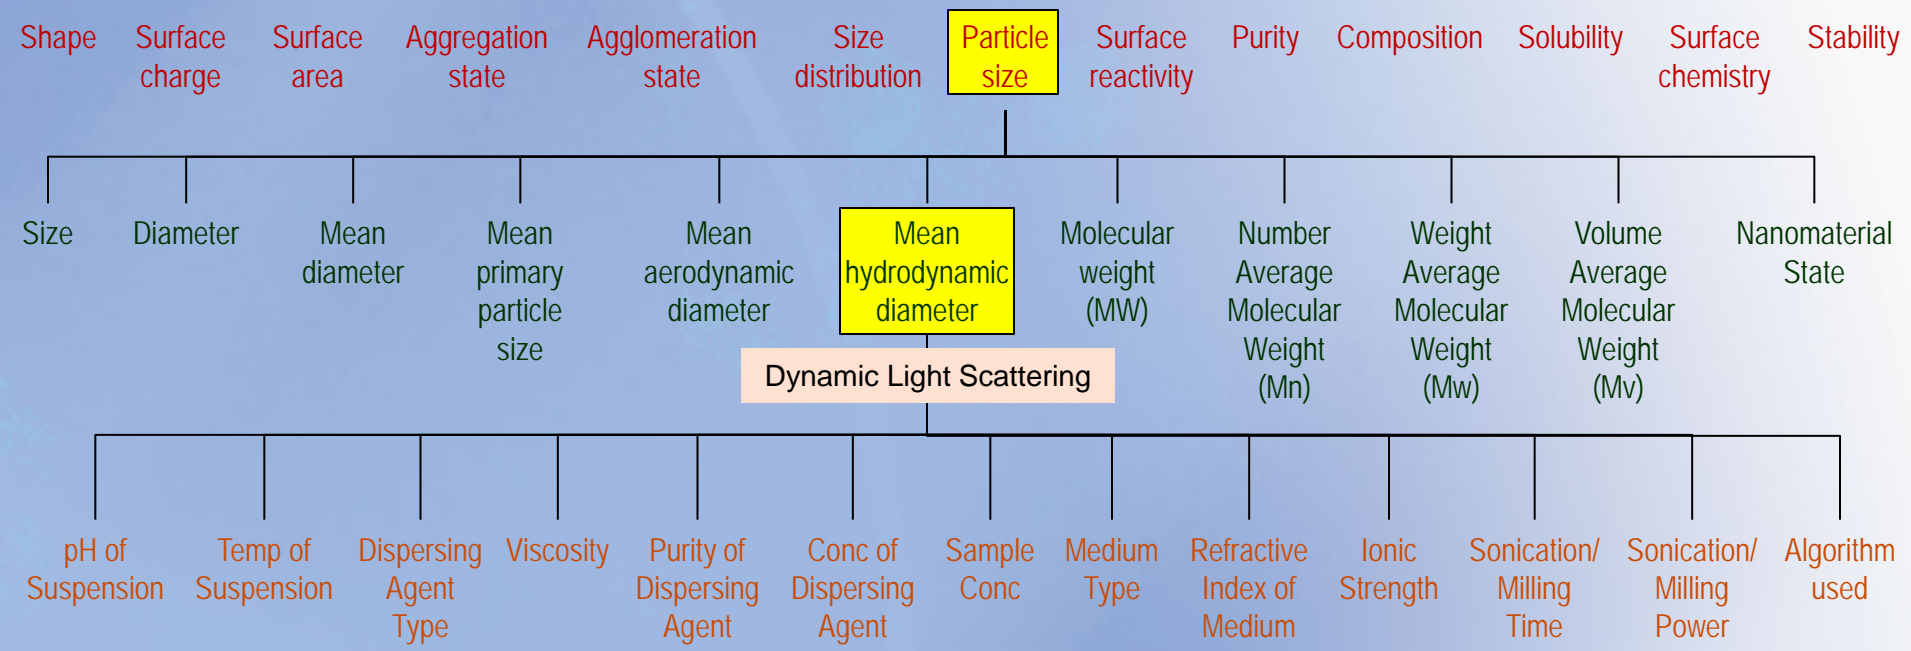 Shape
Surface
charge
Surface
area
Aggregation
state
Agglomeration
state
Size
distribution
Particle
size
Surface
reactivity
Purity
Composition
Solubility
Surface
chemistry
Stability
Size
Diameter
Mean
diameter
Mean
primary
particle
size
Mean
aerodynamic
diameter
Mean
hydrodynamic
diameter
Molecular
weight
(MW)
Number
Average
Molecular
Weight
(Mn)
Weight
Average
Molecular
Weight
(Mw)
Volume
Average
Molecular
Weight
(Mv)
Nanomaterial
State
Dynamic Light Scattering
pH of
Suspension
Temp of
Suspension
Dispersing
Agent
Type
Viscosity
Purity of
Dispersing
Agent
Conc of
Dispersing
Agent
Sample
Conc
Medium
Type
Refractive
Index of
Medium
Ionic
Strength
Sonication/
Milling
Time
Sonication/
Milling
Power
Algorithm
used